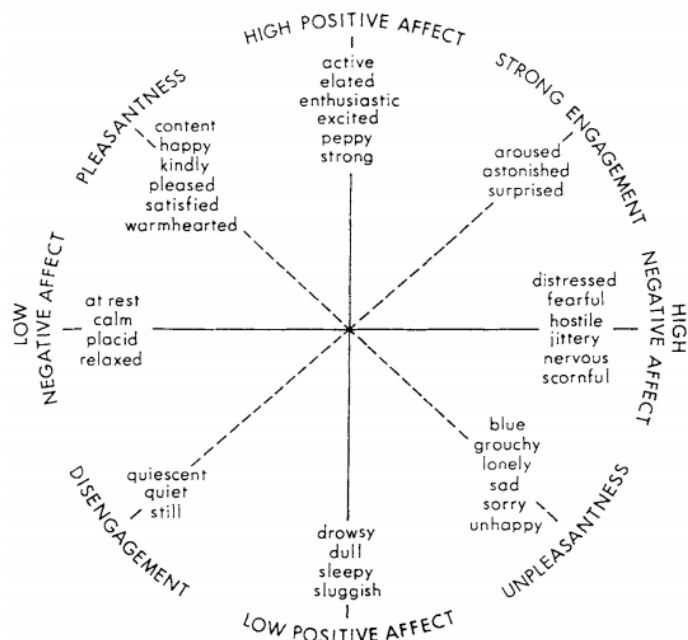 HIGH POSITIVE AFFECT
active
elated
enthusiastic
excited
peppy
strong
STRONG ENGAGEMENT
aroused
astonished
surprised
HIGH
NEGATIVE AFFECT
distressed
fearful
hostile
jittery
nervous
scornful
UNPLEASANTNESS
blue
grouchy
lonely
sad
sorry
unhappy
LOW POSITIVE AFFECT
drowsy
dull
sleepy
sluggish
DISENGAGEMENT
quiescent
quiet
still
LOW
NEGATIVE AFFECT
at rest
calm
placid
relaxed
PLEASANTNESS
content
happy
kindly
pleased
satisfied
warmhearted